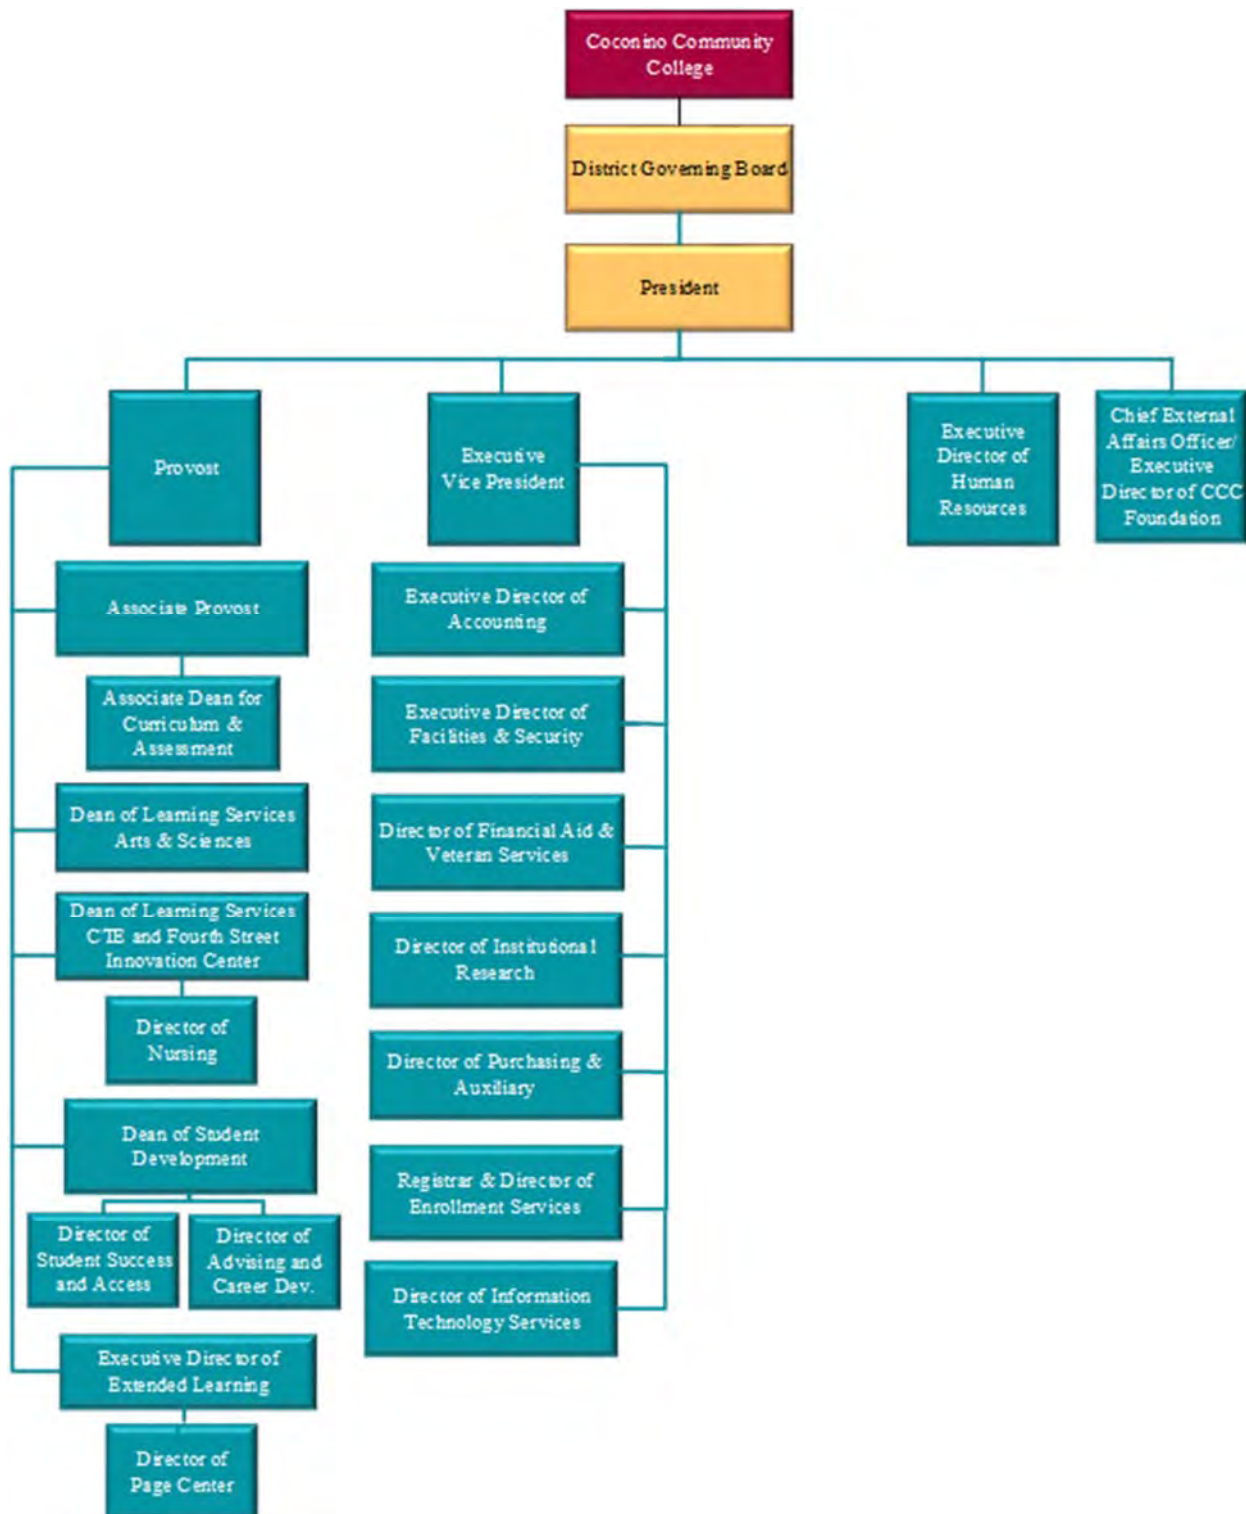 Coconino Community
College
District Governing Board
President
Provost
Executive
Vice President
Executive
Director of
Human
Resources
Chief External
Affairs Officer/
Executive
Director of CCC
Foundation
Associate Provost
Associate Dean for
Curriculum &
Assessment
Dean of Learning Services
Arts & Sciences
Dean of Learning Services
CTE and Fourth Street
Innovation Center
Director of
Nursing
Dean of Student
Development
Director of
Student Success
and Access
Director of
Advising and
Career Dev.
Executive Director of
Extended Learning
Director of
Page Center
Executive Director of
Accounting
Executive Director of
Facilities & Security
Director of Financial Aid &
Veteran Services
Director of Institutional
Research
Director of Purchasing &
Auxiliary
Registrar & Director of
Enrollment Services
Director of Information
Technology Services